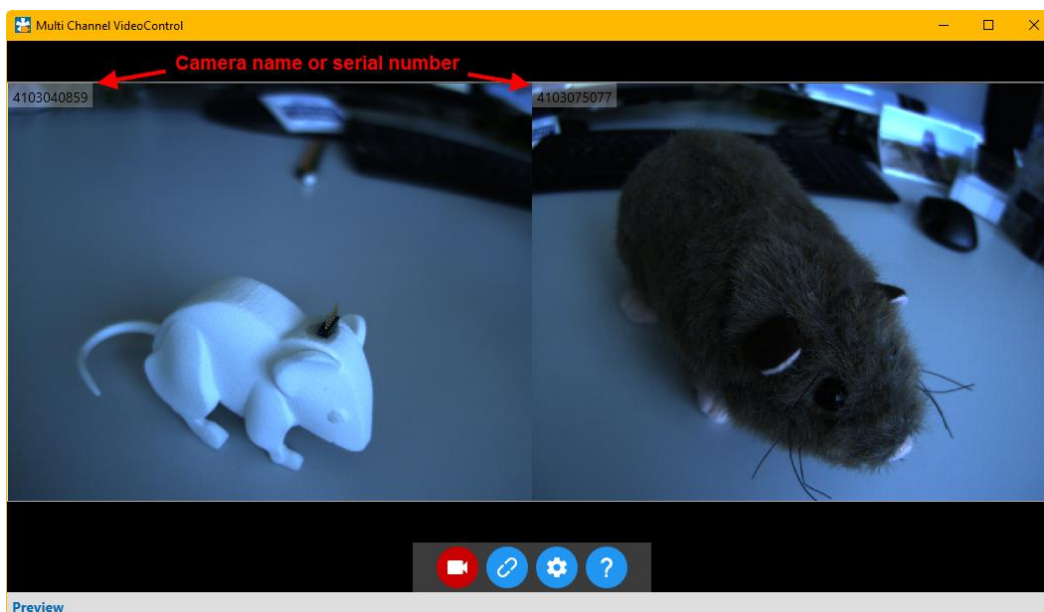 Multi Channel VideoControl
Camera name or serial number
4103040859
4103075077
?
Preview